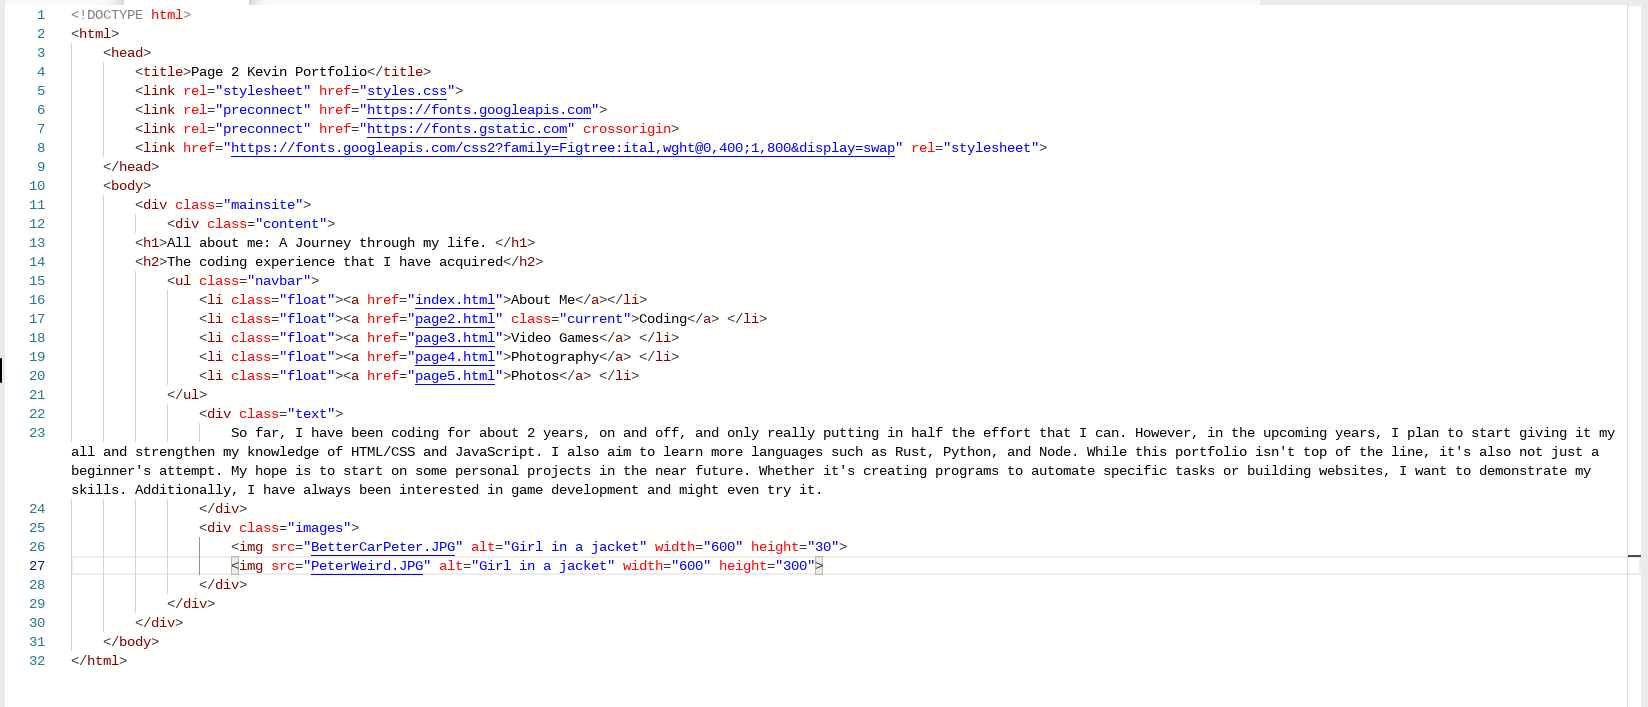 1 <!DOCTYPE html>
2 <html>
3 <head>
4 <title>Page 2 Kevin Portfolio</title>
5 <link rel="stylesheet" href="styles.css">
6 <link rel="preconnect" href="https://fonts.googleapis.com">
7 <link rel="preconnect" href="https://fonts.gstatic.com" crossorigin>
8 <link href="https://fonts.googleapis.com/css2?family=Figtree:ital,wght@0,400;1,800&display=swap" rel="stylesheet">
9 </head>
10 <body>
11 <div class="mainsite">
12 <div class="content">
13 <h1>All about me: A Journey through my life. </h1>
14 <h2>The coding experience that I have acquired</h2>
15 <ul class="navbar">
16 <li class="float"><a href="index.html">About Me</a></li>
17 <li class="float"><a href="page2.html" class="current">Coding</a> </li>
18 <li class="float"><a href="page3.html">Video Games</a> </li>
19 <li class="float"><a href="page4.html">Photography</a> </li>
20 <li class="float"><a href="page5.html">Photos</a> </li>
21 </ul>
22 <div class="text">
23 So far, I have been coding for about 2 years, on and off, and only really putting in half the effort that I can. However, in the upcoming years, I plan to start giving it my
all and strengthen my knowledge of HTML/CSS and JavaScript. I also aim to learn more languages such as Rust, Python, and Node. While this portfolio isn't top of the line, it's also not just a
beginner's attempt. My hope is to start on some personal projects in the near future. Whether it's creating programs to automate specific tasks or building websites, I want to demonstrate my
skills. Additionally, I have always been interested in game development and might even try it.
24 </div>
25 <div class="images">
26 <img src="BetterCarPeter.JPG" alt="Girl in a jacket" width="600" height="30">
27 <img src="PeterWeird.JPG" alt="Girl in a jacket" width="600" height="300">
28 </div>
29 </div>
30 </div>
31 </body>
32 </html>